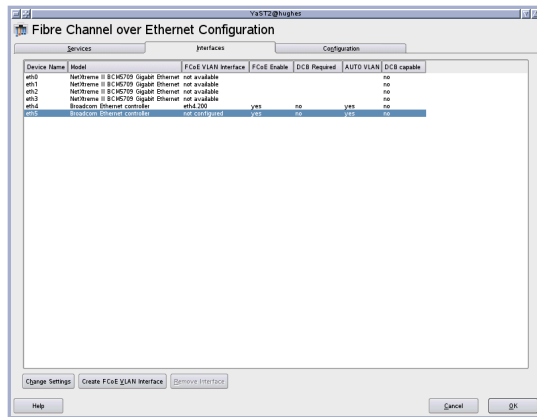 YaST2@hughes
Fibre Channel over Ethernet Configuration
Services Interfaces Configuration
Device Name Model FCoE VLAN Interface FCoE Enable DCB Required AUTO VLAN DCB capable
eth0 NetXtreme II BCM5709 Gigabit Ethernet not available no
eth1 NetXtreme II BCM5709 Gigabit Ethernet not available no
eth2 NetXtreme II BCM5709 Gigabit Ethernet not available no
eth3 NetXtreme II BCM5709 Gigabit Ethernet not available no
eth4 Broadcom Ethernet controller eth4.200 yes no yes no
eth5 Broadcom Ethernet controller not configured yes no yes no
Change Settings Create FCoE VLAN Interface Remove Interface
Help Cancel OK